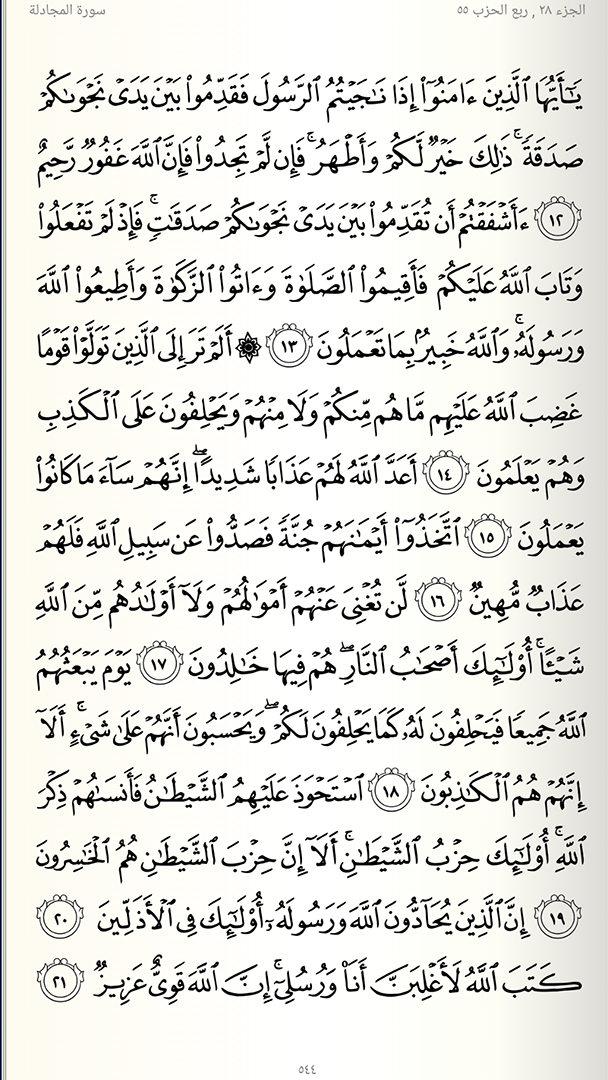 الجزء ٢٨ , ربع الحزب ٥٥
سورة المجادلة
يَٰٓأَيُّهَا ٱلَّذِينَ ءَامَنُوٓا۟ إِذَا نَٰجَيْتُمُ ٱلرَّسُولَ فَقَدِّمُوا۟ بَيْنَ يَدَىْ نَجْوَىٰكُمْ
صَدَقَةً ۚ ذَٰلِكَ خَيْرٌ لَّكُمْ وَأَطْهَرُ ۚ فَإِن لَّمْ تَجِدُوا۟ فَإِنَّ ٱللَّهَ غَفُورٌ رَّحِيمٌ
١٢ ءَأَشْفَقْتُمْ أَن تُقَدِّمُوا۟ بَيْنَ يَدَىْ نَجْوَىٰكُمْ صَدَقَٰتٍ ۚ فَإِذْ لَمْ تَفْعَلُوا۟
وَتَابَ ٱللَّهُ عَلَيْكُمْ فَأَقِيمُوا۟ ٱلصَّلَوٰةَ وَءَاتُوا۟ ٱلزَّكَوٰةَ وَأَطِيعُوا۟ ٱللَّهَ
وَرَسُولَهُۥ ۚ وَٱللَّهُ خَبِيرٌۢ بِمَا تَعْمَلُونَ ١٣ ۞ أَلَمْ تَرَ إِلَى ٱلَّذِينَ تَوَلَّوْا۟ قَوْمًا
غَضِبَ ٱللَّهُ عَلَيْهِم مَّا هُم مِّنكُمْ وَلَا مِنْهُمْ وَيَحْلِفُونَ عَلَى ٱلْكَذِبِ
وَهُمْ يَعْلَمُونَ ١٤ أَعَدَّ ٱللَّهُ لَهُمْ عَذَابًا شَدِيدًا ۖ إِنَّهُمْ سَآءَ مَا كَانُوا۟
يَعْمَلُونَ ١٥ ٱتَّخَذُوٓا۟ أَيْمَٰنَهُمْ جُنَّةً فَصَدُّوا۟ عَن سَبِيلِ ٱللَّهِ فَلَهُمْ
عَذَابٌ مُّهِينٌ ١٦ لَّن تُغْنِىَ عَنْهُمْ أَمْوَٰلُهُمْ وَلَآ أَوْلَٰدُهُم مِّنَ ٱللَّهِ
شَيْـًٔا ۚ أُو۟لَٰٓئِكَ أَصْحَٰبُ ٱلنَّارِ ۖ هُمْ فِيهَا خَٰلِدُونَ ١٧ يَوْمَ يَبْعَثُهُمُ
ٱللَّهُ جَمِيعًا فَيَحْلِفُونَ لَهُۥ كَمَا يَحْلِفُونَ لَكُمْ ۖ وَيَحْسَبُونَ أَنَّهُمْ عَلَىٰ شَىْءٍ ۚ أَلَآ
إِنَّهُمْ هُمُ ٱلْكَٰذِبُونَ ١٨ ٱسْتَحْوَذَ عَلَيْهِمُ ٱلشَّيْطَٰنُ فَأَنسَىٰهُمْ ذِكْرَ
ٱللَّهِ ۚ أُو۟لَٰٓئِكَ حِزْبُ ٱلشَّيْطَٰنِ ۚ أَلَآ إِنَّ حِزْبَ ٱلشَّيْطَٰنِ هُمُ ٱلْخَٰسِرُونَ
١٩ إِنَّ ٱلَّذِينَ يُحَآدُّونَ ٱللَّهَ وَرَسُولَهُۥٓ أُو۟لَٰٓئِكَ فِى ٱلْأَذَلِّينَ ٢٠
كَتَبَ ٱللَّهُ لَأَغْلِبَنَّ أَنَا۠ وَرُسُلِىٓ ۚ إِنَّ ٱللَّهَ قَوِىٌّ عَزِيزٌ ٢١
٥٤٤